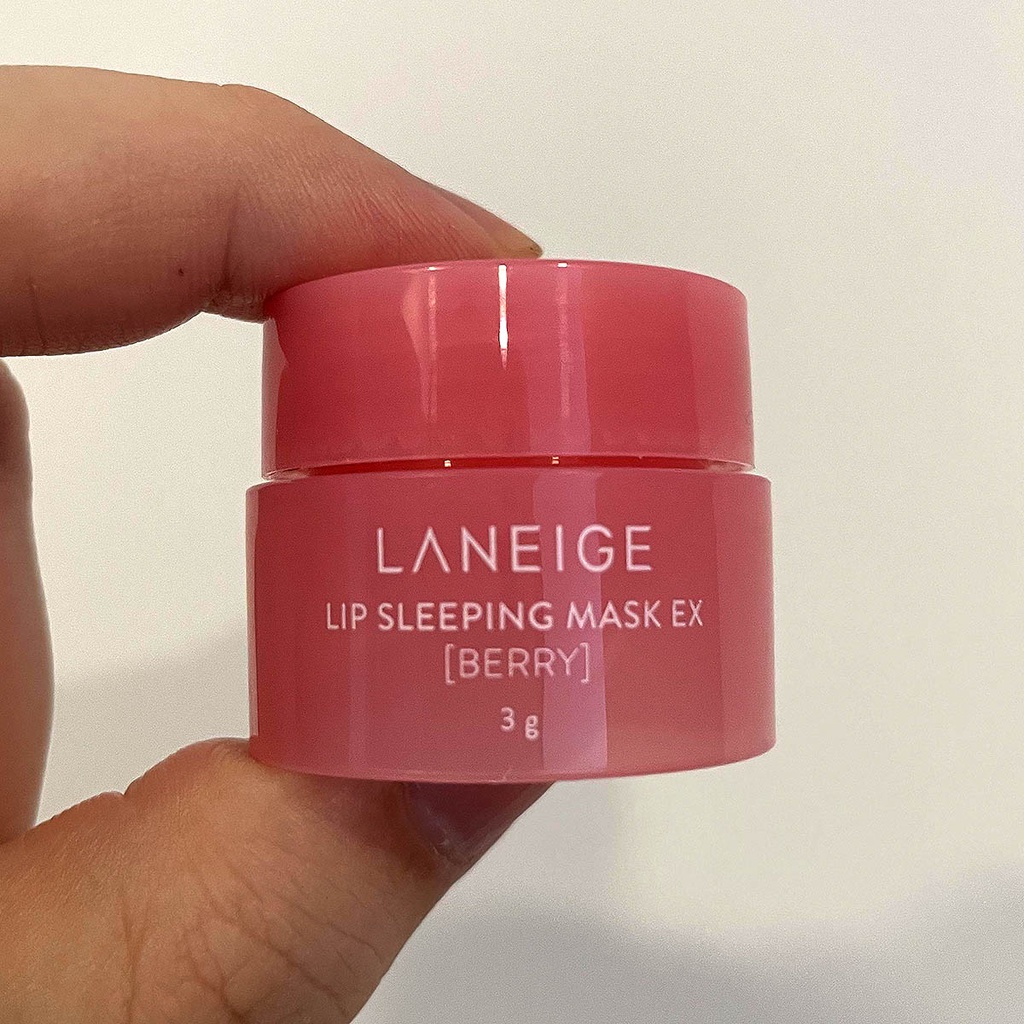 LANEIGE
LIP SLEEPING MASK EX
[BERRY]
3 g